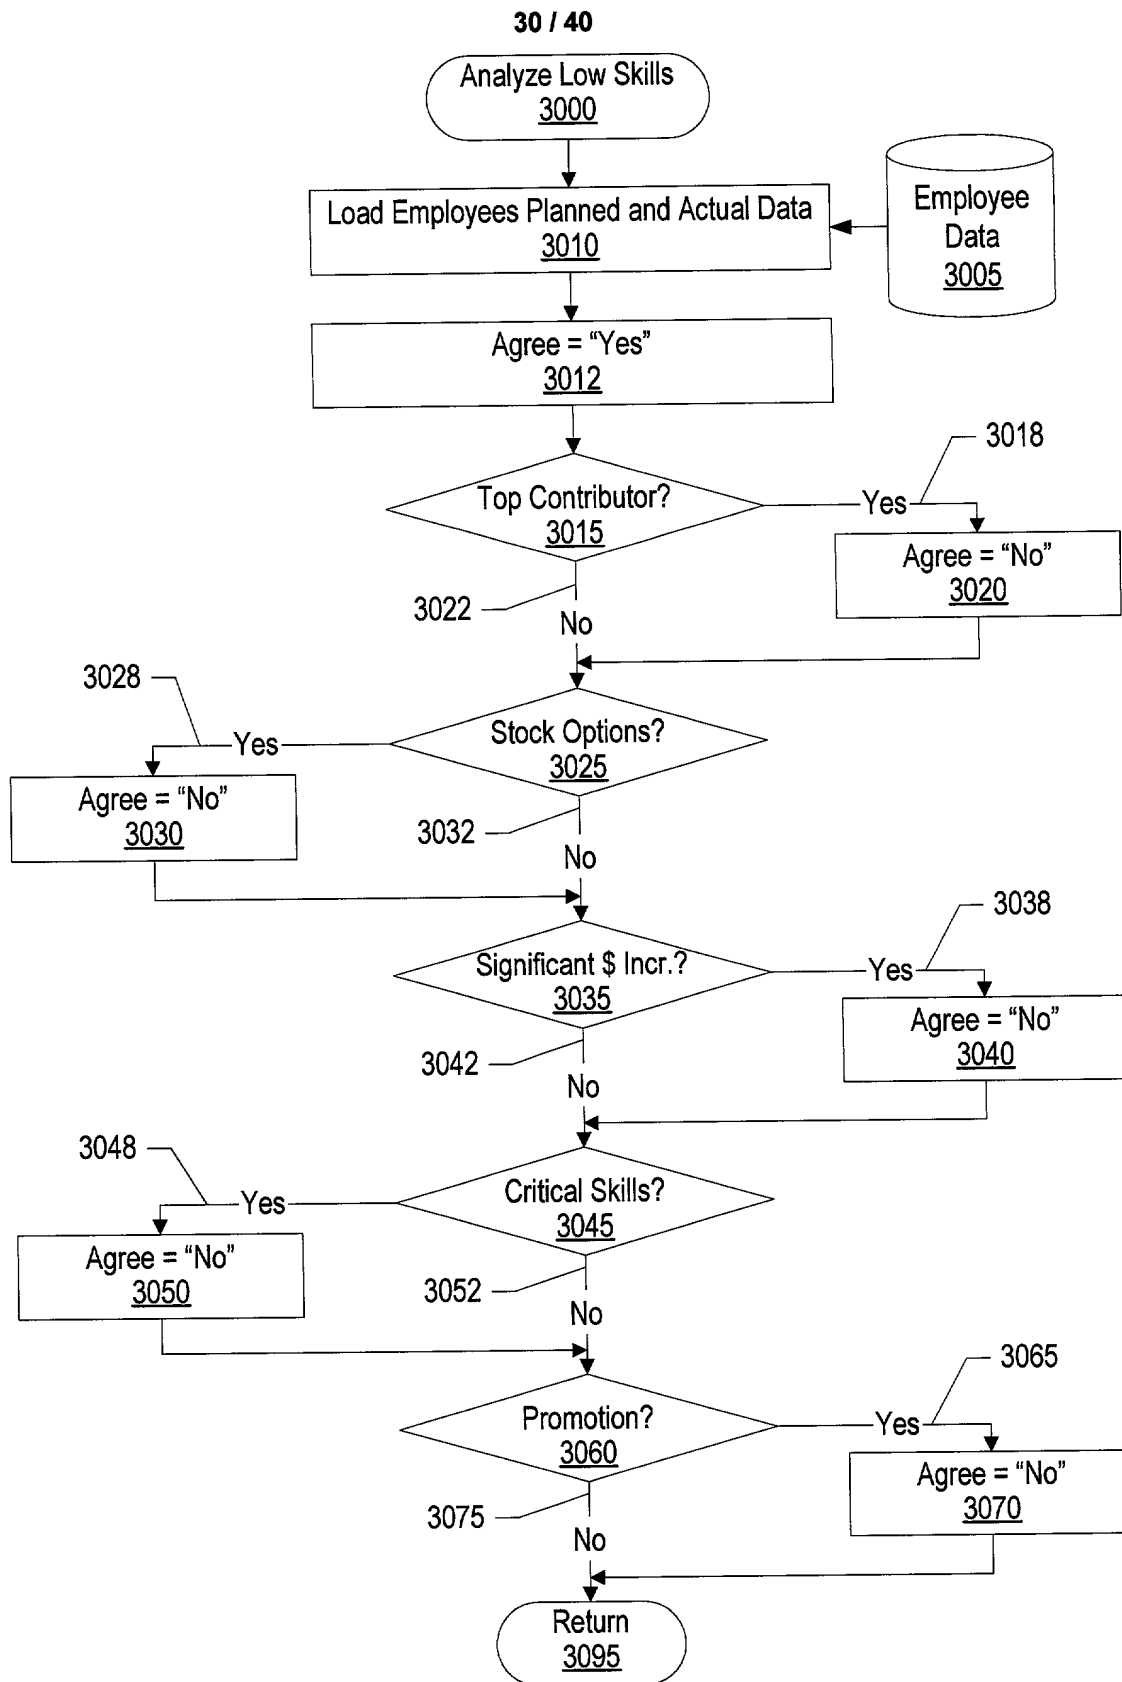 30 / 40
Analyze Low Skills
3000
Load Employees Planned and Actual Data
3010
Employee
Data
3005
Agree = “Yes”
3012
3018
Top Contributor?
3015
Yes
Agree = “No”
3020
3022
No
3028
Stock Options?
3025
Yes
Agree = “No”
3030
3032
No
3038
Significant $ Incr.?
3035
Yes
Agree = “No”
3040
3042
No
3048
Critical Skills?
3045
Yes
Agree = “No”
3050
3052
No
3065
Promotion?
3060
Yes
Agree = “No”
3070
3075
No
Return
3095